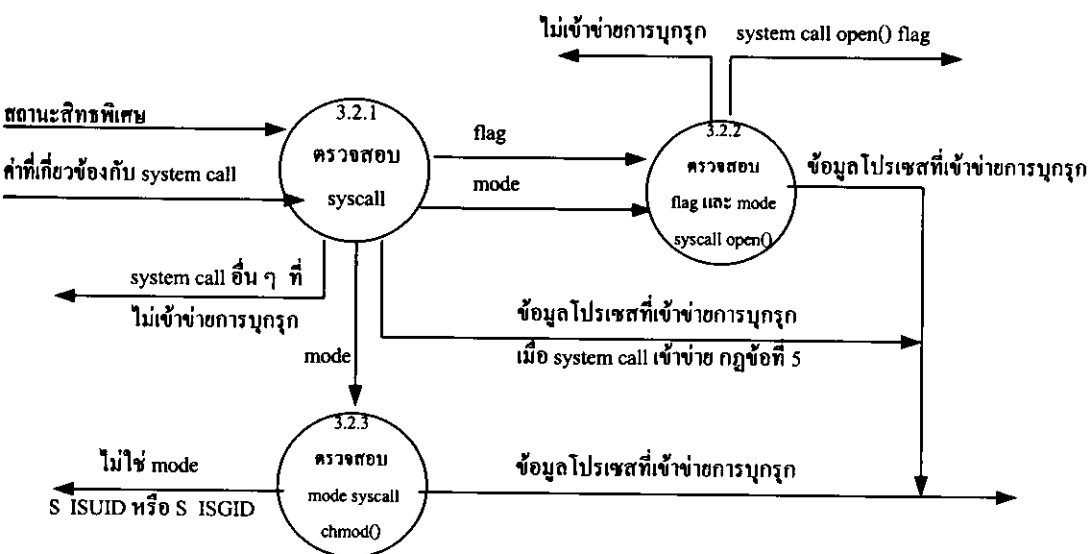 ไม่เข้าข่ายการบุกรุก
system call open() flag
สถานะสิทธพิเศษ
ค่าที่เกี่ยวข้องกับ system call
3.2.1
ตรวจสอบ
syscall
flag
mode
3.2.2
ตรวจสอบ
flag และ mode
syscall open()
ข้อมูลโปรเซสที่เข้าข่ายการบุกรุก
system call อื่น ๆ ที่
ไม่เข้าข่ายการบุกรุก
mode
ข้อมูลโปรเซสที่เข้าข่ายการบุกรุก
เมื่อ system call เข้าข่าย กฎข้อที่ 5
3.2.3
ตรวจสอบ
mode syscall
chmod()
ไม่ใช่ mode
S ISUID หรือ S ISGID
ข้อมูลโปรเซสที่เข้าข่ายการบุกรุก